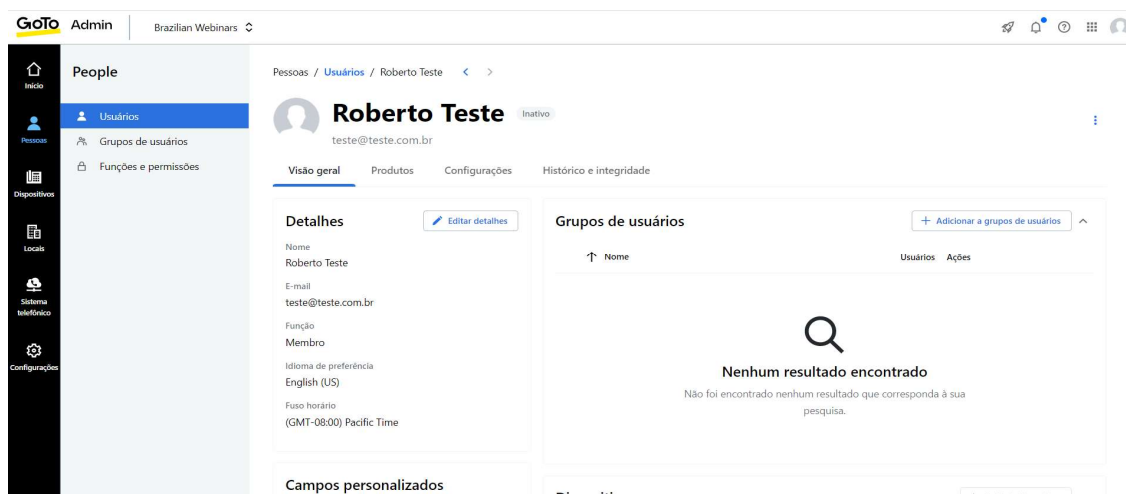 GoTo Admin Brazilian Webinars
Início
Pessoas
Dispositivos
Locais
Sistema
telefônico
Configurações
People
Usuários
Grupos de usuários
Funções e permissões
Pessoas / Usuários / Roberto Teste < >
Roberto Teste Inativo
teste@teste.com.br
Visão geral Produtos Configurações Histórico e integridade
Detalhes Editar detalhes
Nome
Roberto Teste
E-mail
teste@teste.com.br
Função
Membro
Idioma de preferência
English (US)
Fuso horário
(GMT-08:00) Pacific Time
Campos personalizados
Grupos de usuários + Adicionar a grupos de usuários
↑ Nome Usuários Ações
Nenhum resultado encontrado
Não foi encontrado nenhum resultado que corresponda à sua
pesquisa.